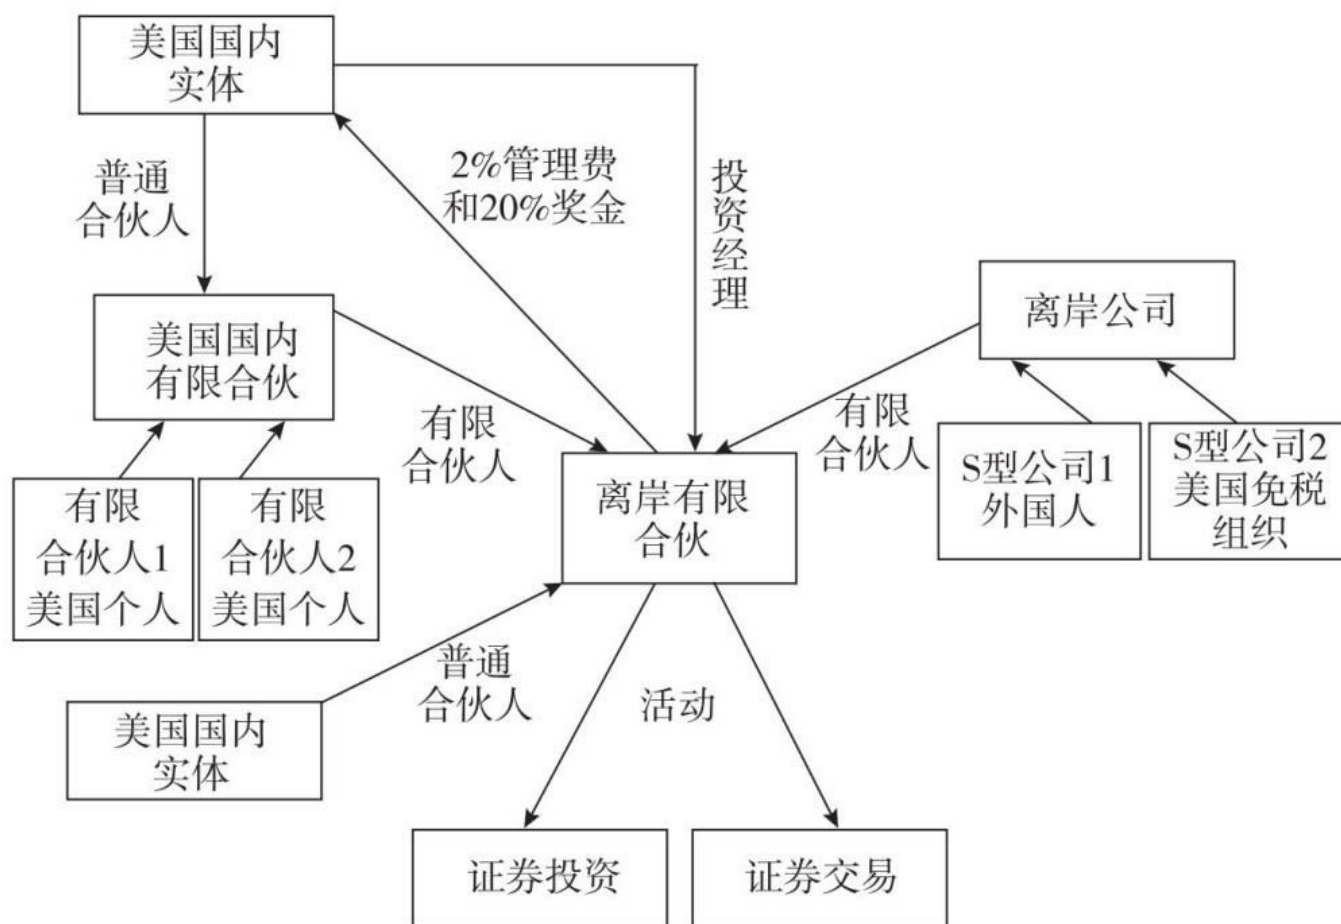 美国国内
实体
普通
合伙人
2%管理费
和20%奖金
投资经理
美国国内
有限合伙
离岸公司
有限
合伙人
有限
合伙人
有限
合伙人1
美国个人
有限
合伙人2
美国个人
离岸有限
合伙
S型公司1
外国人
S型公司2
美国免税
组织
普通
合伙人
美国国内
实体
活动
证券投资
证券交易